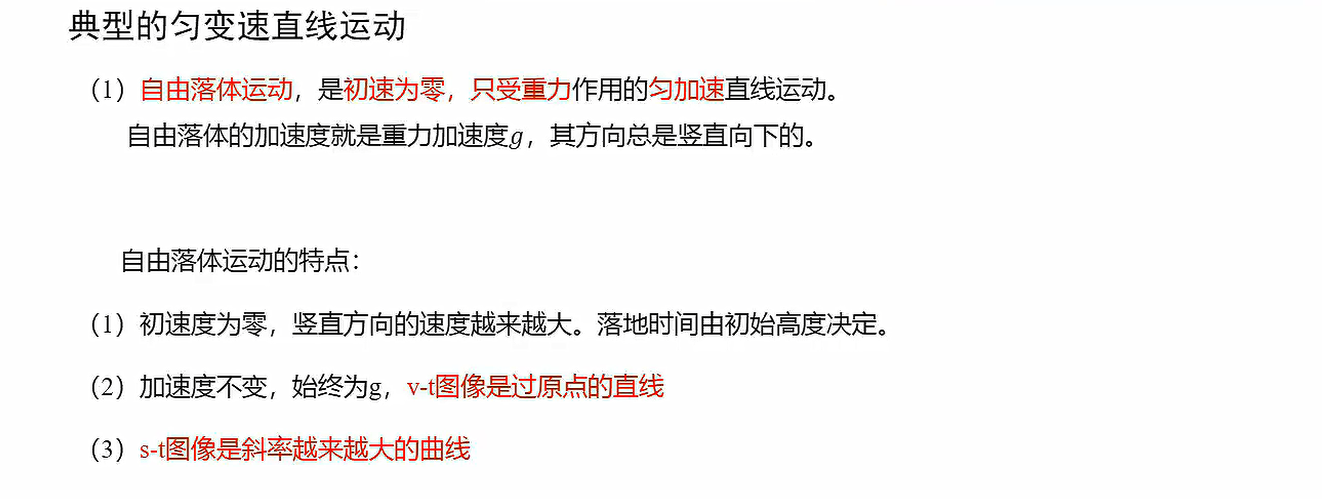 典型的匀变速直线运动
（1）自由落体运动，是初速为零，只受重力作用的匀加速直线运动。
自由落体的加速度就是重力加速度g，其方向总是竖直向下的。
自由落体运动的特点：
（1）初速度为零，竖直方向的速度越来越大。落地时间由初始高度决定。
（2）加速度不变，始终为g，v-t图像是过原点的直线
（3）s-t图像是斜率越来越大的曲线